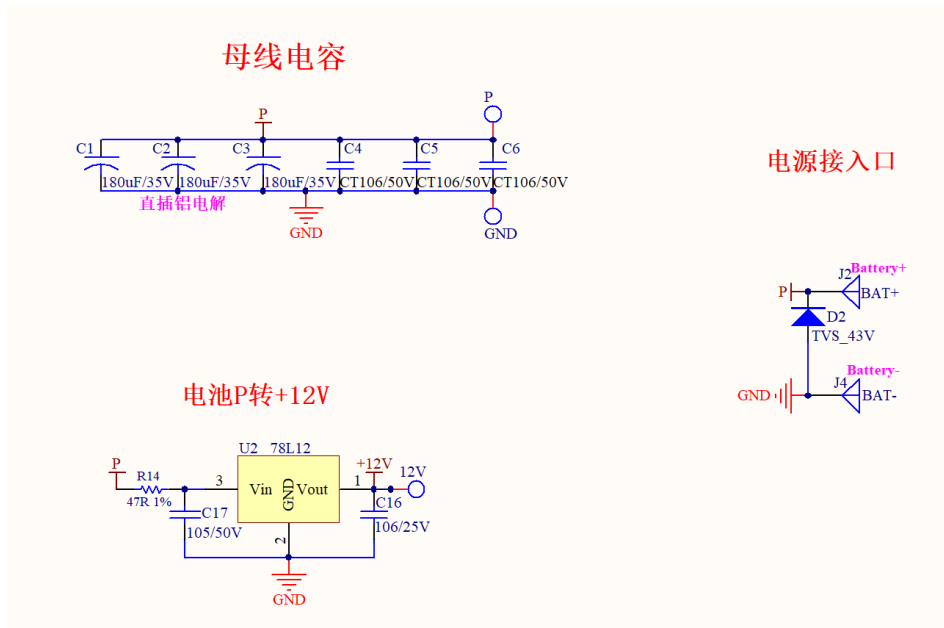 母线电容
P
P
C1
C2
C3
C4
C5
C6
180uF/35V
180uF/35V
180uF/35V
CT106/50V
CT106/50V
CT106/50V
直插铝电解
GND
GND
电源接入口
Battery+
J2
P
BAT+
D2
TVS_43V
Battery-
J4
GND
BAT-
电池P转+12V
U2 78L12
P
R14
47R 1%
3
Vin
GND
Vout
1
+12V
12V
C17
105/50V
C16
106/25V
2
GND